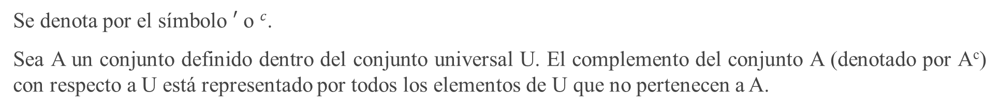 Se denota por el símbolo ′ o ᶜ.
Sea A un conjunto definido dentro del conjunto universal U. El complemento del conjunto A (denotado por Aᶜ)
con respecto a U está representado por todos los elementos de U que no pertenecen a A.